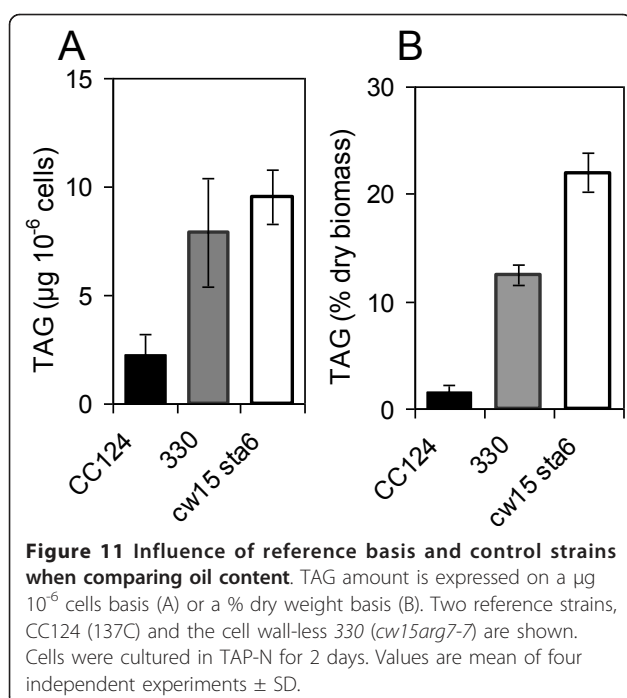 A
B
15
10
5
0
TAG (µg 10⁻⁶ cells)
CC124
330
cw15 sta6
30
20
10
0
TAG (% dry biomass)
CC124
330
cw15 sta6
Figure 11 Influence of reference basis and control strains
when comparing oil content. TAG amount is expressed on a µg
10⁻⁶ cells basis (A) or a % dry weight basis (B). Two reference strains,
CC124 (137C) and the cell wall-less 330 (cw15arg7-7) are shown.
Cells were cultured in TAP-N for 2 days. Values are mean of four
independent experiments ± SD.